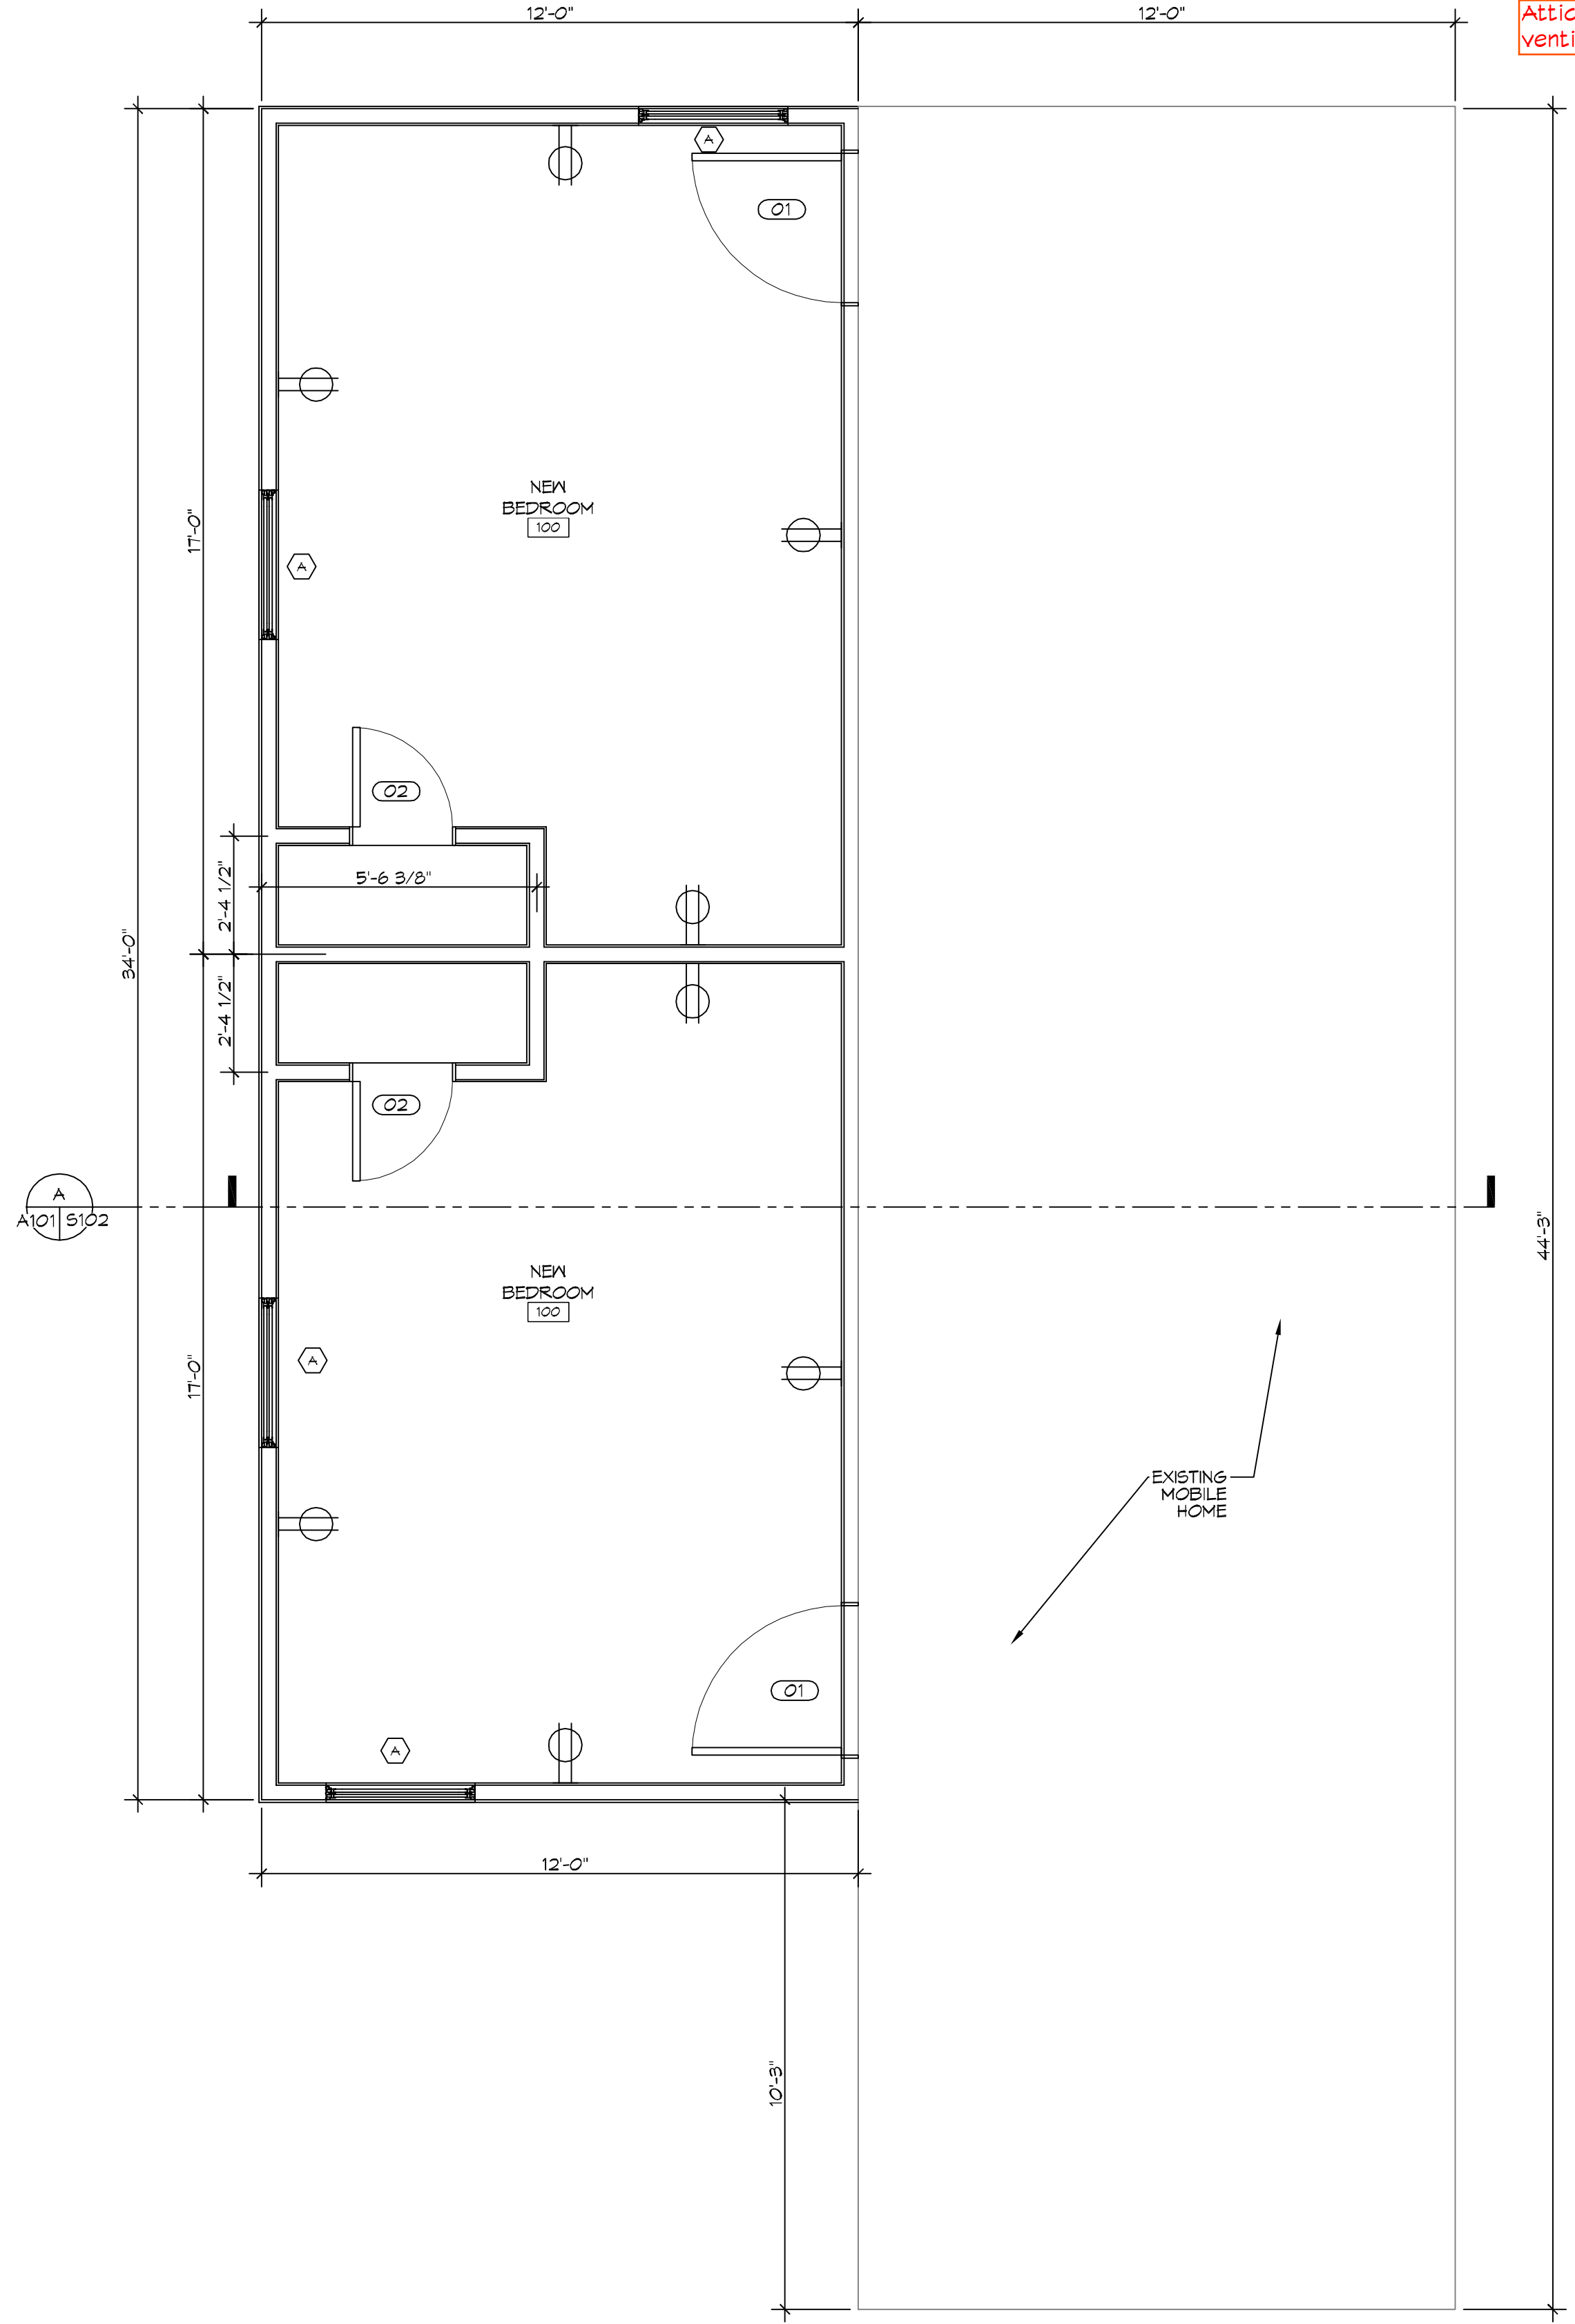 12'-0"
12'-0"
Attic
venti
A
01
17'-0"
NEW
BEDROOM
100
A
02
5'-6 3/8"
2'-4 1/2"
34'-0"
2'-4 1/2"
02
A
A101 S102
44'-3"
NEW
BEDROOM
100
A
17'-0"
EXISTING
MOBILE
HOME
01
A
12'-0"
10'-3"